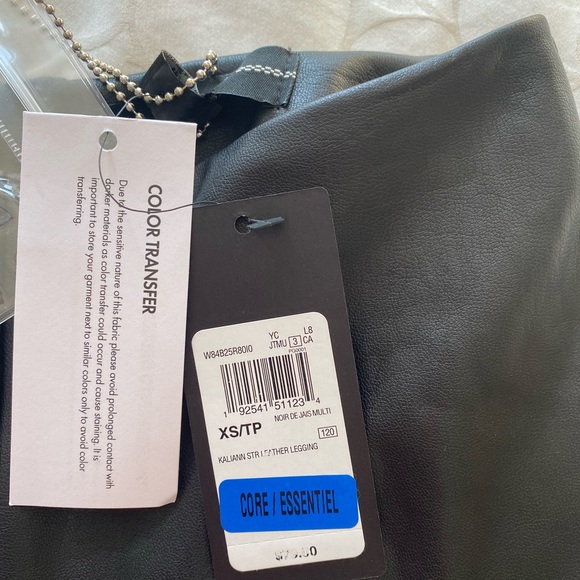 COLOR TRANSFER
Due to the sensitive nature of this fabric please avoid prolonged contact with
darker materials as color transfer could occur and cause staining. It is
important to store your garment next to similar colors only to avoid color
transferring.
YC L8
W84B25R80I0 JTMU 3 CA
PG0001
1 92541 51123 4
XS/TP NOIR DE JAIS MULTI
120
KALIANN STR LEATHER LEGGING
CORE / ESSENTIEL